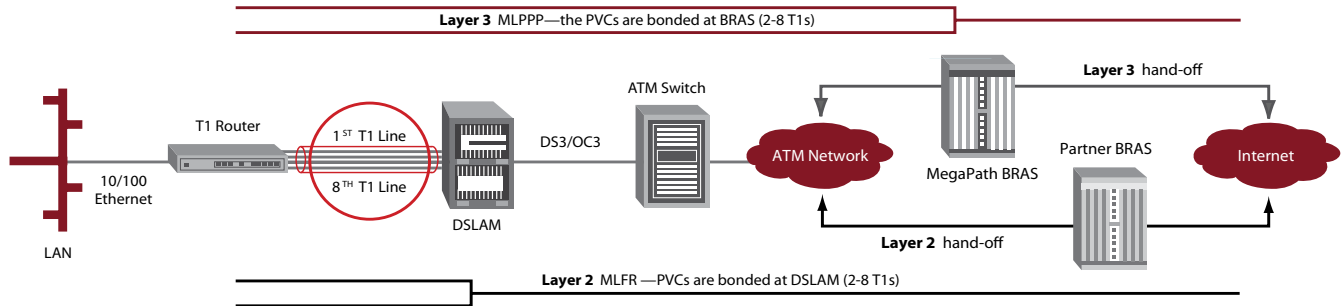 Layer 3 MLPPP—the PVCs are bonded at BRAS (2-8 T1s)
Layer 3 hand-off
ATM Switch
T1 Router
1ST T1 Line
DS3/OC3
Partner BRAS
ATM Network
Internet
10/100
Ethernet
8TH T1 Line
MegaPath BRAS
DSLAM
LAN
Layer 2 hand-off
Layer 2 MLFR —PVCs are bonded at DSLAM (2-8 T1s)